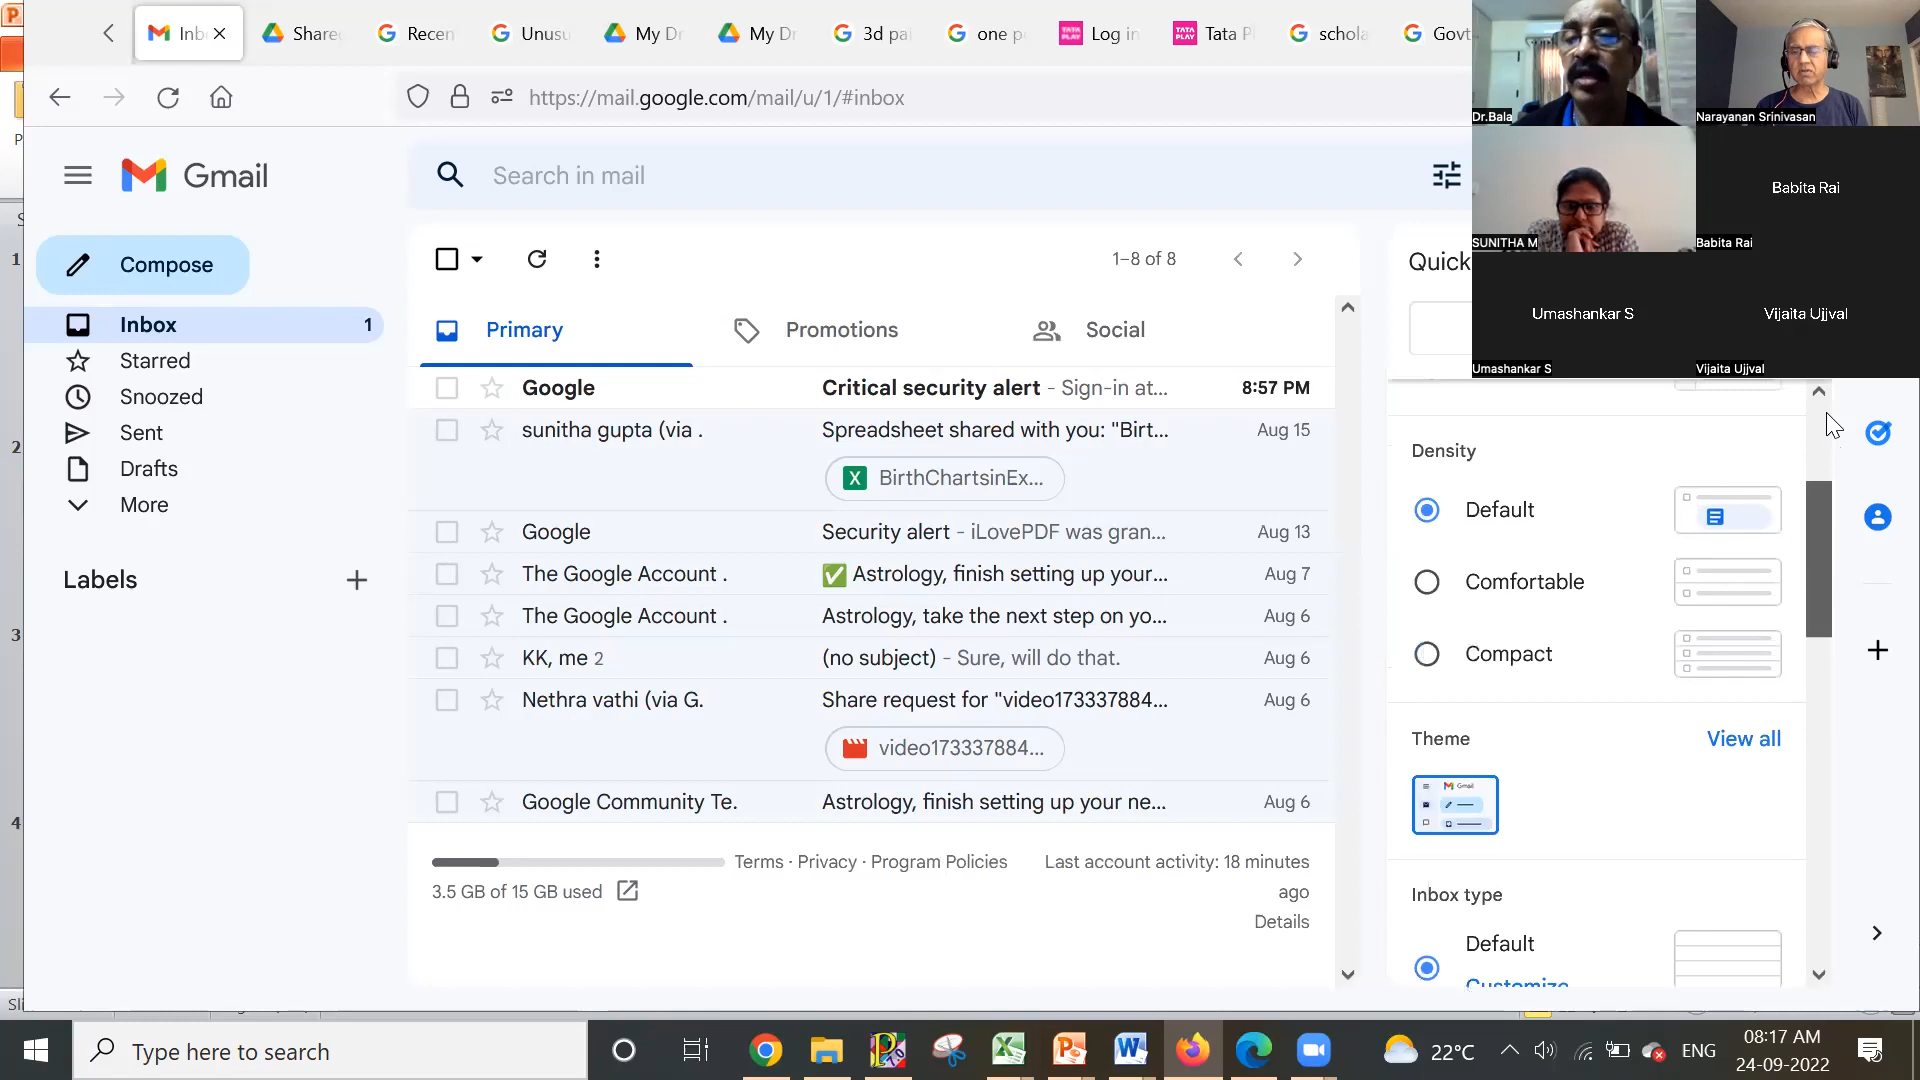 Inb
Share
Recen
Unusu
My Dr
My Dr
3d pai
one p
Log in
Tata P
schola
Govt
https://mail.google.com/mail/u/1/#inbox
Gmail
Search in mail
Compose
Inbox 1
Starred
Snoozed
Sent
Drafts
More
Labels
1–8 of 8
Primary
Promotions
Social
Google Critical security alert - Sign-in at... 8:57 PM
sunitha gupta (via . Spreadsheet shared with you: "Birt... Aug 15
BirthChartsinEx...
Google Security alert - iLovePDF was gran... Aug 13
The Google Account . ✅ Astrology, finish setting up your... Aug 7
The Google Account . Astrology, take the next step on yo... Aug 6
KK, me 2 (no subject) - Sure, will do that. Aug 6
Nethra vathi (via G. Share request for "video173337884... Aug 6
video173337884...
Google Community Te. Astrology, finish setting up your ne... Aug 6
Terms · Privacy · Program Policies
3.5 GB of 15 GB used
Last account activity: 18 minutes
ago
Details
Quick
Density
Default
Comfortable
Compact
Theme View all
Gmail
Inbox type
Default
Customize
Dr.Bala
Narayanan Srinivasan
SUNITHA M
Babita Rai
Babita Rai
Umashankar S
Umashankar S
Vijaita Ujjval
Vijaita Ujjval
1
2
3
4
Type here to search
22°C
ENG
08:17 AM
24-09-2022